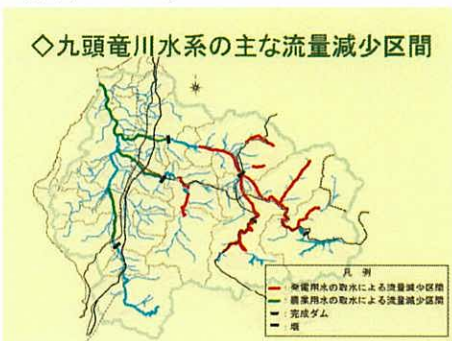 ◇九頭竜川水系の主な流量減少区間
凡例
発電用水の取水による流量減少区間
農業用水の取水による流量減少区間
完成ダム
堰